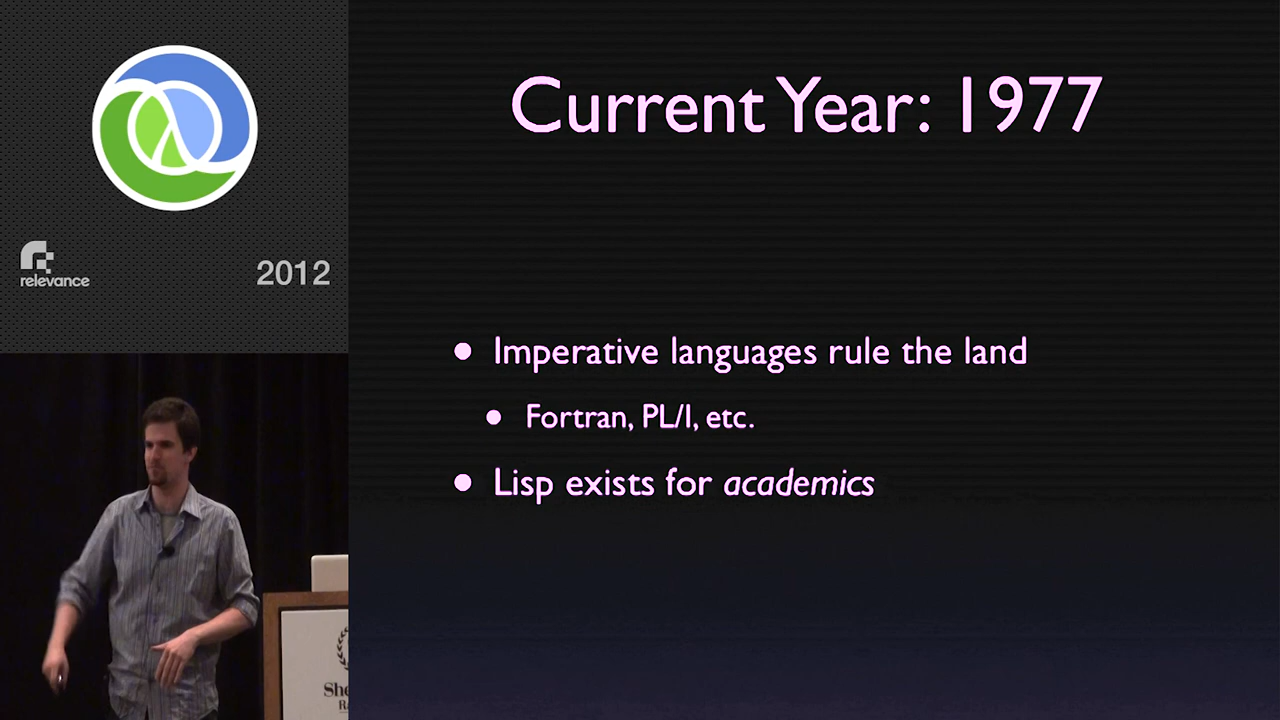 Current Year: 1977
relevance
2012
Imperative languages rule the land
Fortran, PL/I, etc.
Lisp exists for academics